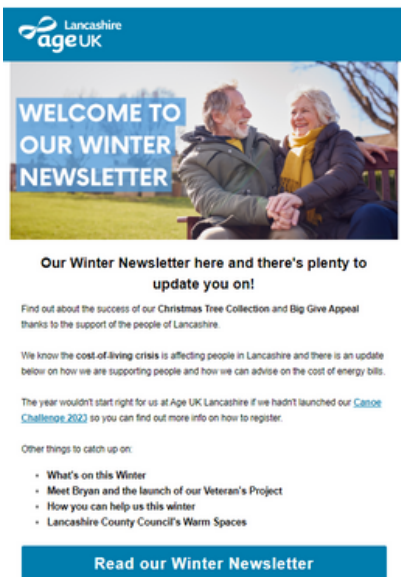 Lancashire
age UK
WELCOME TO
OUR WINTER
NEWSLETTER
Our Winter Newsletter here and there's plenty to
update you on!
Find out about the success of our Christmas Tree Collection and Big Give Appeal
thanks to the support of the people of Lancashire.
We know the cost-of-living crisis is affecting people in Lancashire and there is an update
below on how we are supporting people and how we can advise on the cost of energy bills.
The year wouldn't start right for us at Age UK Lancashire if we hadn't launched our Canoe
Challenge 2023 so you can find out more info on how to register.
Other things to catch up on:
• What's on this Winter
• Meet Bryan and the launch of our Veteran's Project
• How you can help us this winter
• Lancashire County Council's Warm Spaces
Read our Winter Newsletter